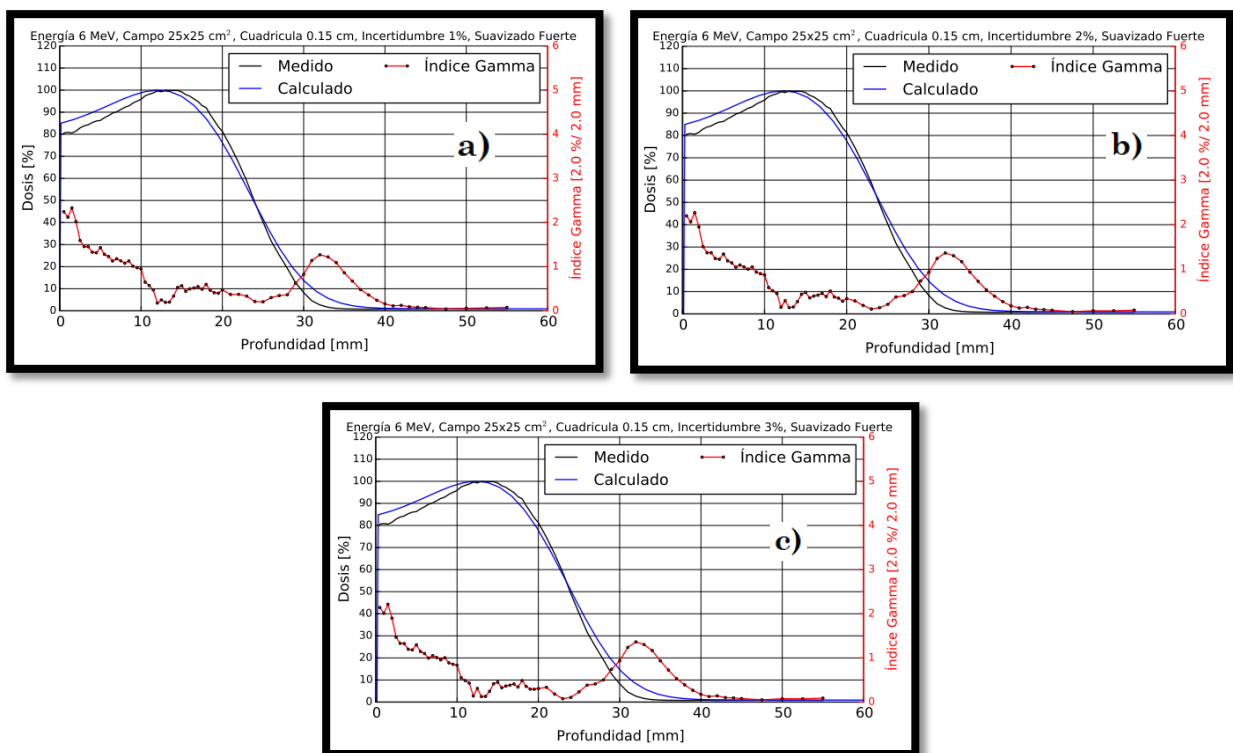 Energía 6 MeV, Campo 25x25 cm², Cuadricula 0.15 cm, Incertidumbre 1%, Suavizado Fuerte
120 110 100 90 80 70 60 50 40 30 20 10 0
Dosis [%]
Medido
Calculado
Índice Gamma
a)
6 5 4 3 2 1 0
Índice Gamma [2.0 %/ 2.0 mm]
0 10 20 30 40 50 60
Profundidad [mm]
Energía 6 MeV, Campo 25x25 cm², Cuadricula 0.15 cm, Incertidumbre 2%, Suavizado Fuerte
120 110 100 90 80 70 60 50 40 30 20 10 0
Dosis [%]
Medido
Calculado
Índice Gamma
b)
6 5 4 3 2 1 0
Índice Gamma [2.0 %/ 2.0 mm]
0 10 20 30 40 50 60
Profundidad [mm]
Energía 6 MeV, Campo 25x25 cm², Cuadricula 0.15 cm, Incertidumbre 3%, Suavizado Fuerte
120 110 100 90 80 70 60 50 40 30 20 10 0
Dosis [%]
Medido
Calculado
Índice Gamma
c)
6 5 4 3 2 1 0
Índice Gamma [2.0 %/ 2.0 mm]
0 10 20 30 40 50 60
Profundidad [mm]